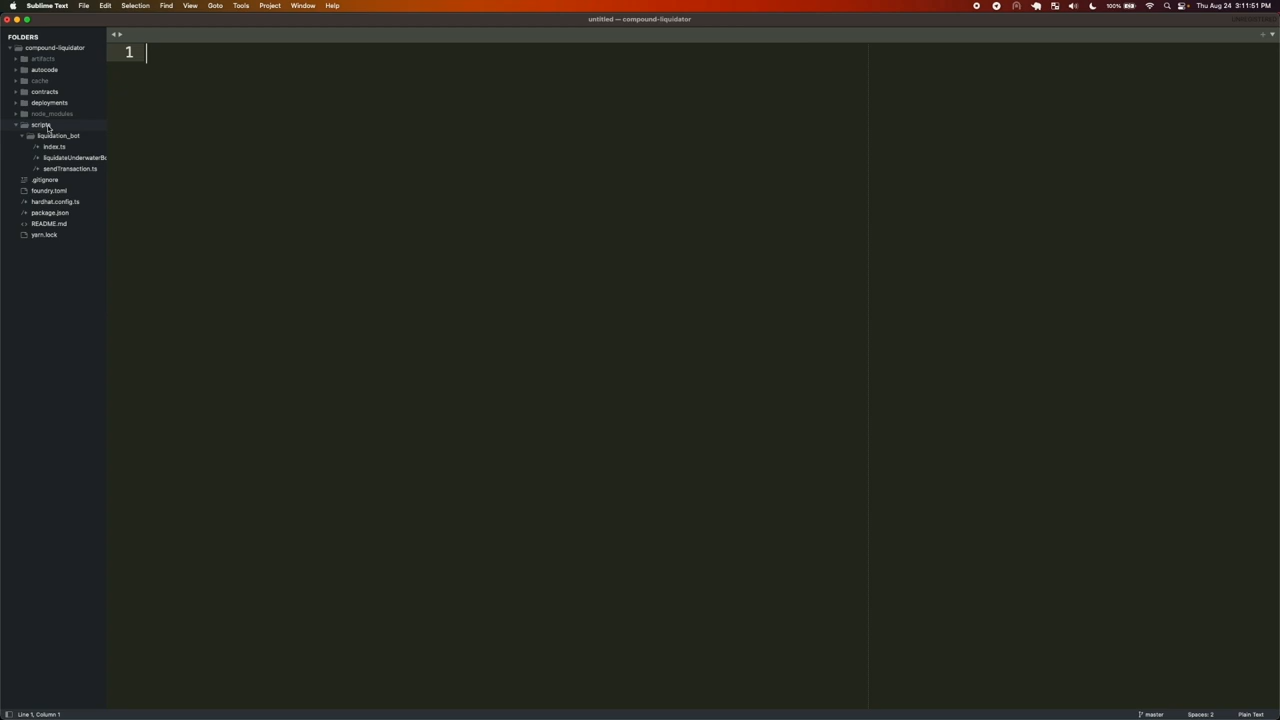 Sublime Text File Edit Selection Find View Goto Tools Project Window Help 100% Thu Aug 24 3:11:51 PM
untitled — compound-liquidator
UNREGISTERED
FOLDERS
compound-liquidator
artifacts
autocode
cache
contracts
deployments
node_modules
scripts
liquidation_bot
index.ts
liquidateUnderwaterBo
sendTransaction.ts
.gitignore
foundry.toml
hardhat.config.ts
package.json
README.md
yarn.lock
1
Line 1, Column 1 master Spaces: 2 Plain Text